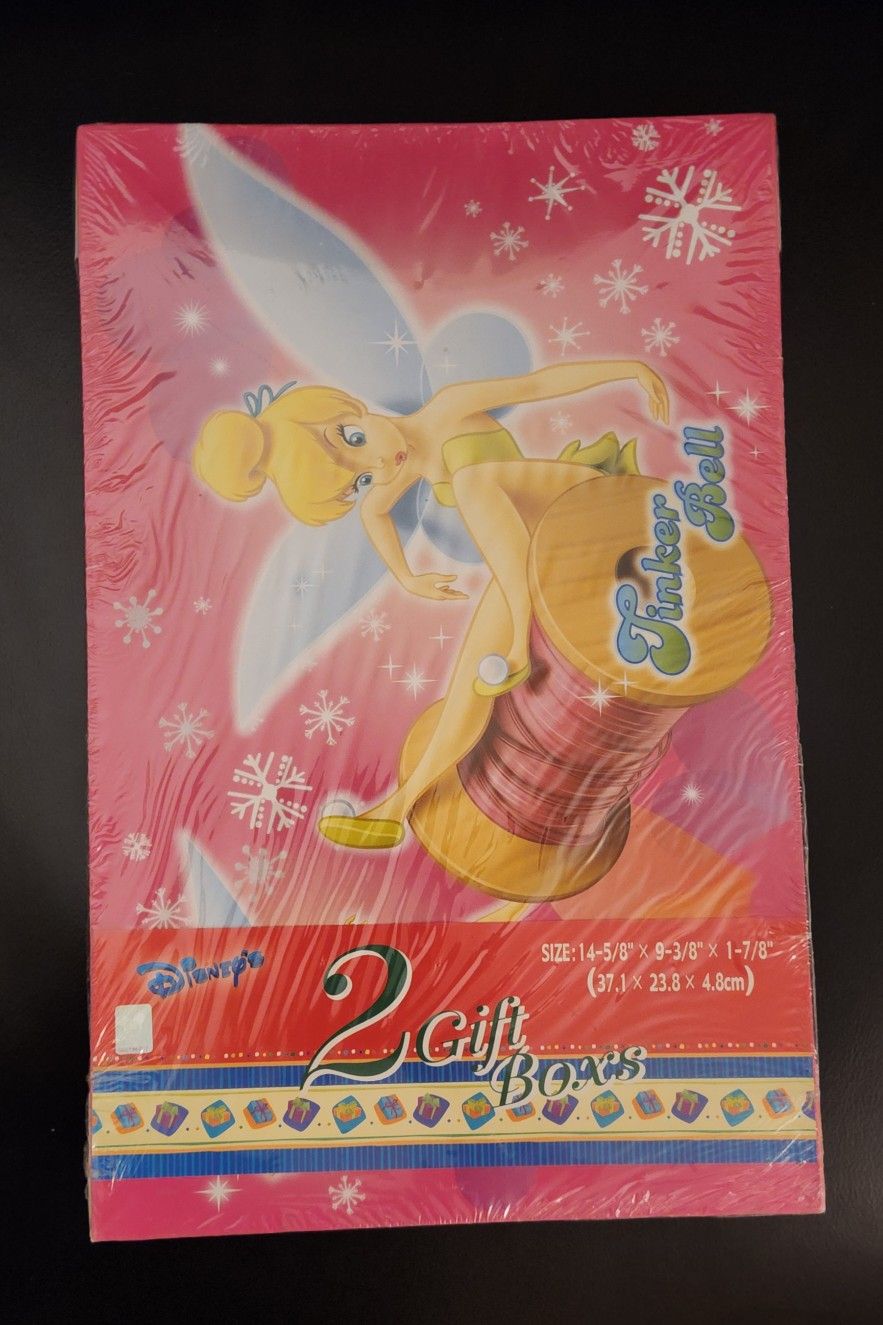 Tinker
Bell
Disney's
SIZE: 14-5/8" × 9-3/8" × 1-7/8"
(37.1 × 23.8 × 4.8cm)
2 Gift
Boxs